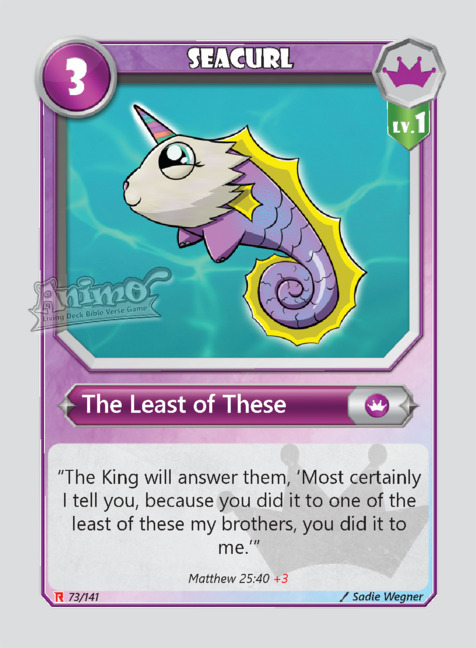 SEACURL
3
LV.1
Animo
Living Deck Bible Verse Game
The Least of These
“The King will answer them, ‘Most certainly
I tell you, because you did it to one of the
least of these my brothers, you did it to
me.’”
Matthew 25:40 +3
R 73/141
Sadie Wegner